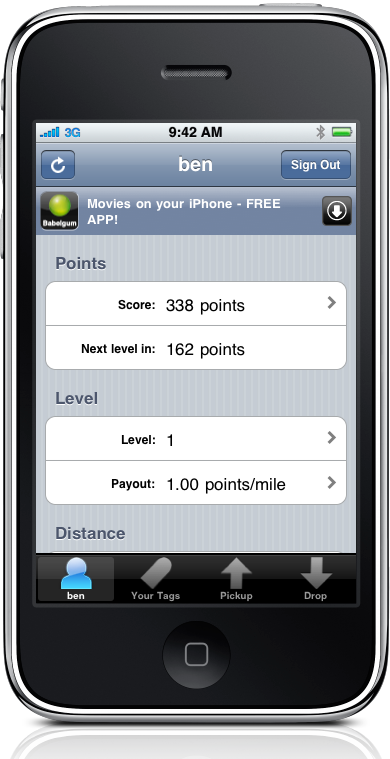 3G 9:42 AM
ben
Sign Out
Babelgum
Movies on your iPhone - FREE
APP!
Points
Score: 338 points
Next level in: 162 points
Level
Level: 1
Payout: 1.00 points/mile
Distance
ben Your Tags Pickup Drop